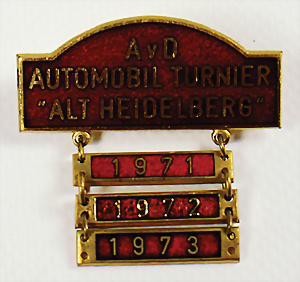 AvD
AUTOMOBIL TURNIER
"ALT HEIDELBERG"
1971
1972
1973